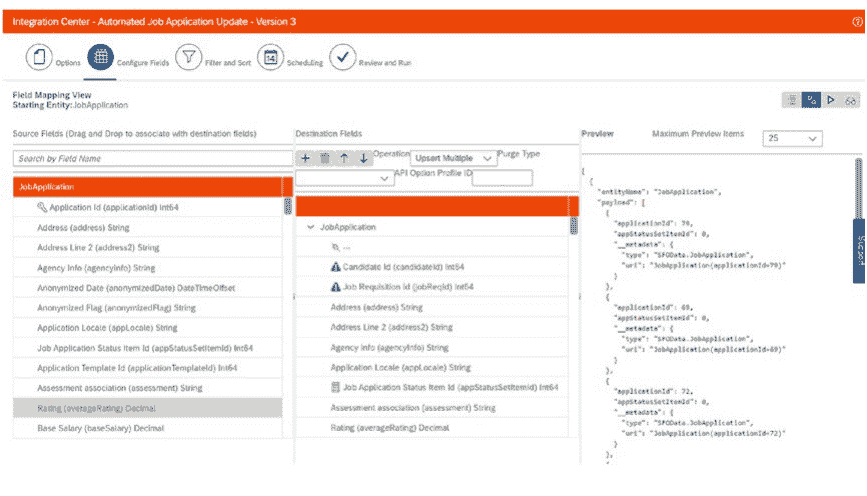 Integration Center - Automated Job Application Update - Version 3
Options
Configure Fields
Filter and Sort
Scheduling
Review and Run
Field Mapping View
Starting Entity:JobApplication
Source Fields (Drag and Drop to associate with destination fields)
Search by Field Name
JobApplication
Application Id (applicationId) Int64
Address (address) String
Address Line 2 (address2) String
Agency Info (agencyInfo) String
Anonymized Date (anonymizedDate) DateTimeOffset
Anonymized Flag (anonymizedFlag) String
Application Locale (appLocale) String
Job Application Status Item Id (appStatusSetItemId) Int64
Application Template Id (applicationTemplateId) Int64
Assessment association (assessment) String
Rating (averageRating) Decimal
Base Salary (baseSalary) Decimal
Destination Fields
Operation
Upsert Multiple
Purge Type
API Option Profile ID
JobApplication
---
Candidate Id (candidateId) Int64
Job Requisition Id (jobReqId) Int64
Address (address) String
Address Line 2 (address2) String
Agency Info (agencyInfo) String
Application Locale (appLocale) String
Job Application Status Item Id (appStatusSetItemId) Int64
Assessment association (assessment) String
Rating (averageRating) Decimal
Preview
Maximum Preview Items
25
[
{
"entityName": "JobApplication",
"payload": [
{
"applicationId": 79,
"appStatusSetItemId": 0,
"__metadata": {
"type": "SFOData.JobApplication",
"uri": "JobApplication(applicationId=79)"
}
},
{
"applicationId": 69,
"appStatusSetItemId": 0,
"__metadata": {
"type": "SFOData.JobApplication",
"uri": "JobApplication(applicationId=69)"
}
},
{
"applicationId": 72,
"appStatusSetItemId": 0,
"__metadata": {
"type": "SFOData.JobApplication",
"uri": "JobApplication(applicationId=72)"
}
},
{
Support